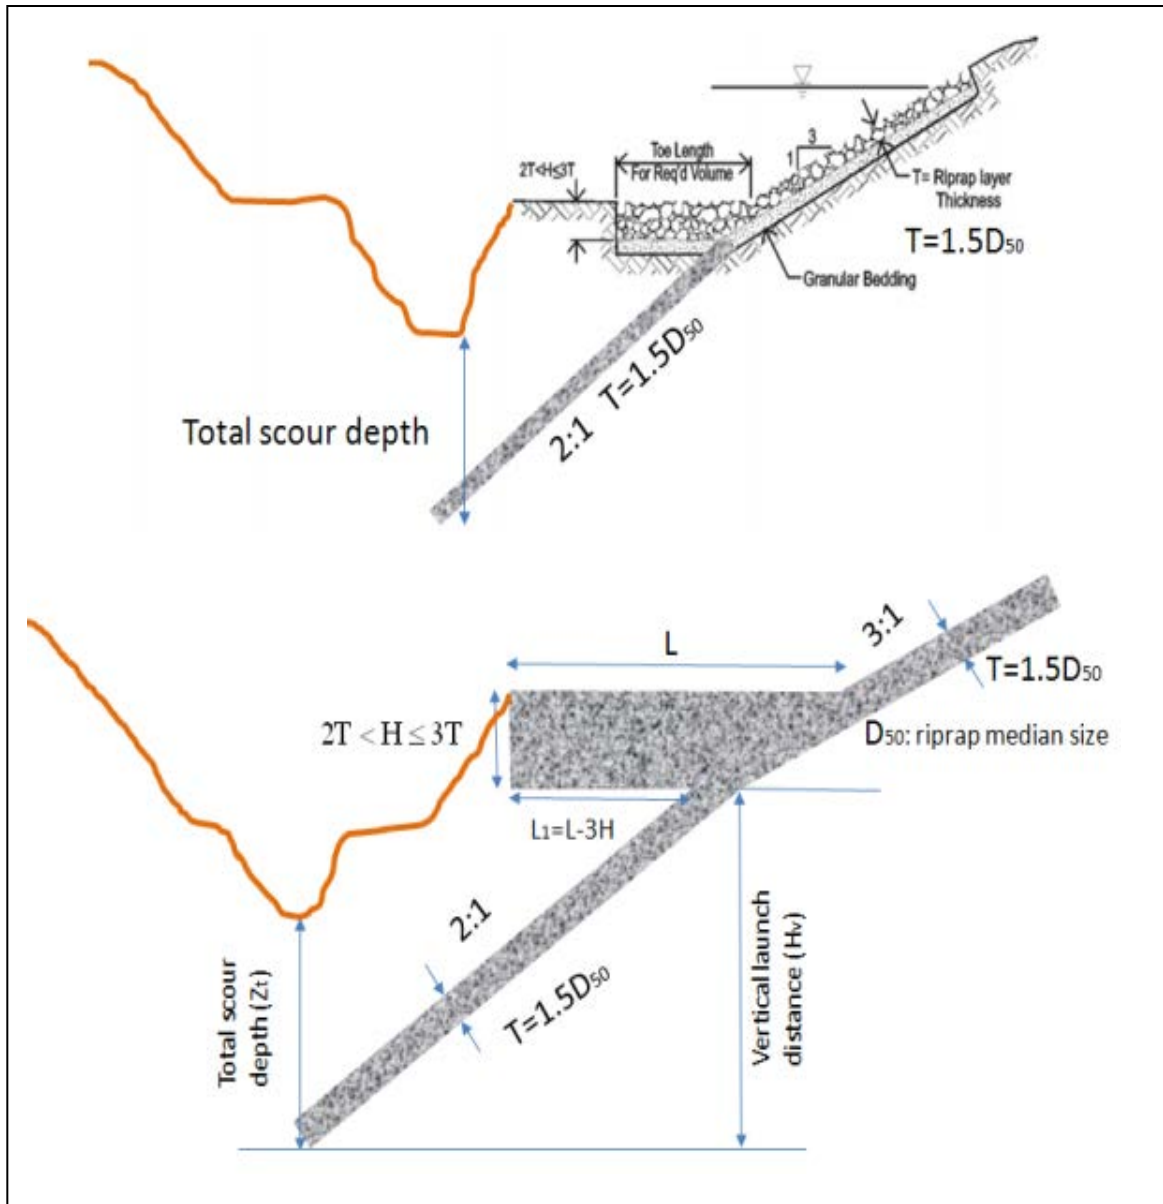 3
1
2T<H≤3T
Toe Length
For Req'd Volume
T= Riprap layer
Thickness
T=1.5D50
Granular Bedding
2:1 T=1.5D50
Total scour depth
L
3:1
T=1.5D50
2T < H ≤ 3T
D50: riprap median size
L1=L-3H
2:1
T=1.5D50
Total scour
depth (Zt)
Vertical launch
distance (Hv)